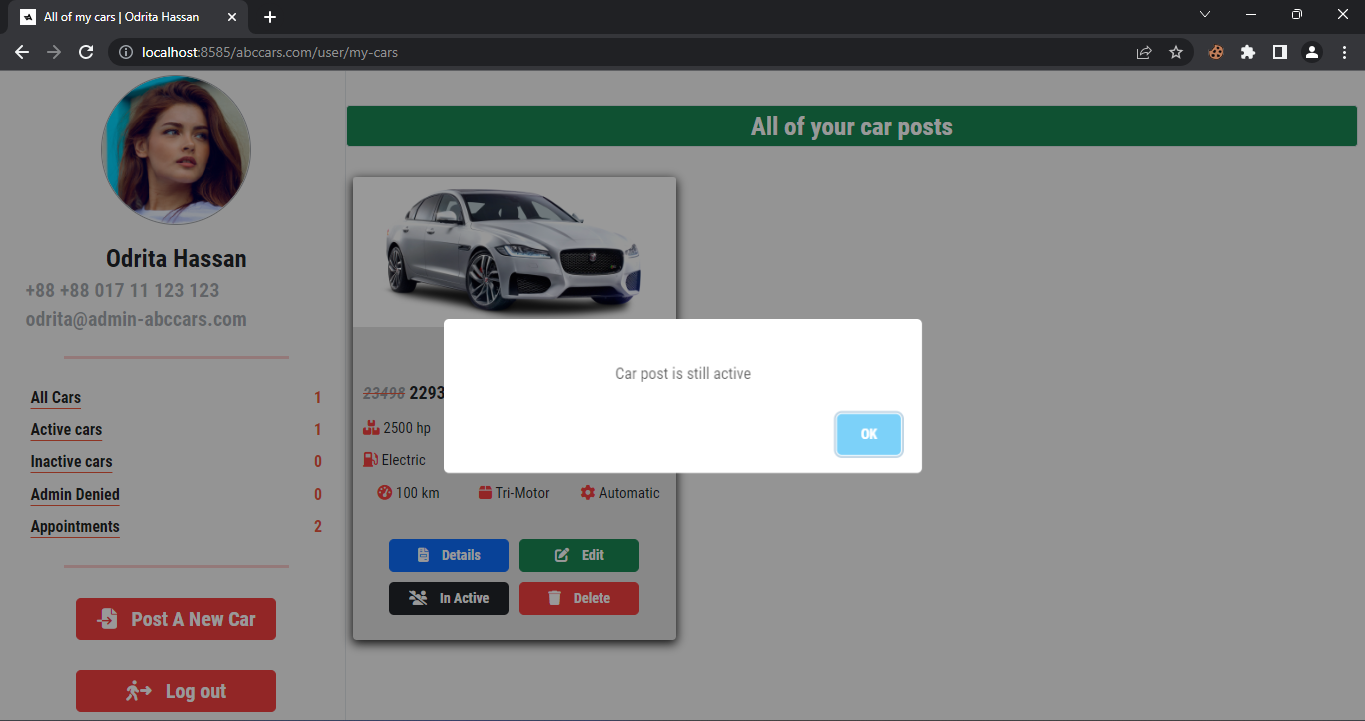 All of my cars | Odrita Hassan
localhost:8585/abccars.com/user/my-cars
Odrita Hassan
+88 +88 017 11 123 123
odrita@admin-abccars.com
All Cars 1
Active cars 1
Inactive cars 0
Admin Denied 0
Appointments 2
Post A New Car
Log out
All of your car posts
23498 2293
2500 hp
Electric
100 km Tri-Motor Automatic
Details Edit
In Active Delete
Car post is still active
OK